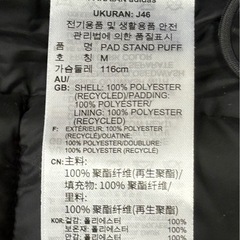 UKURAN: J46
전기용품 및 생활용품 안전
관리법에 의한 품질표시
품명: PAD STAND PUFF
호칭: M
가슴둘레: 116cm
AU/
GB: SHELL: 100% POLYESTER
(RECYCLED)/PADDING:
100% POLYESTER/
LINING: 100% POLYESTER
(RECYCLED)
F: EXTÉRIEUR: 100% POLYESTER
(RECYCLED)/OUATINE:
100% POLYESTER/DOUBLURE:
100% POLYESTER (RECYCLED)
CN: 主料:
100% 聚酯纤维(再生聚酯)/
填充物: 100% 聚酯纤维/
里料:
100% 聚酯纤维(再生聚酯)
KOR: 겉감: 폴리에스터 100%
보온재: 폴리에스터 100%
안감: 폴리에스터 100%